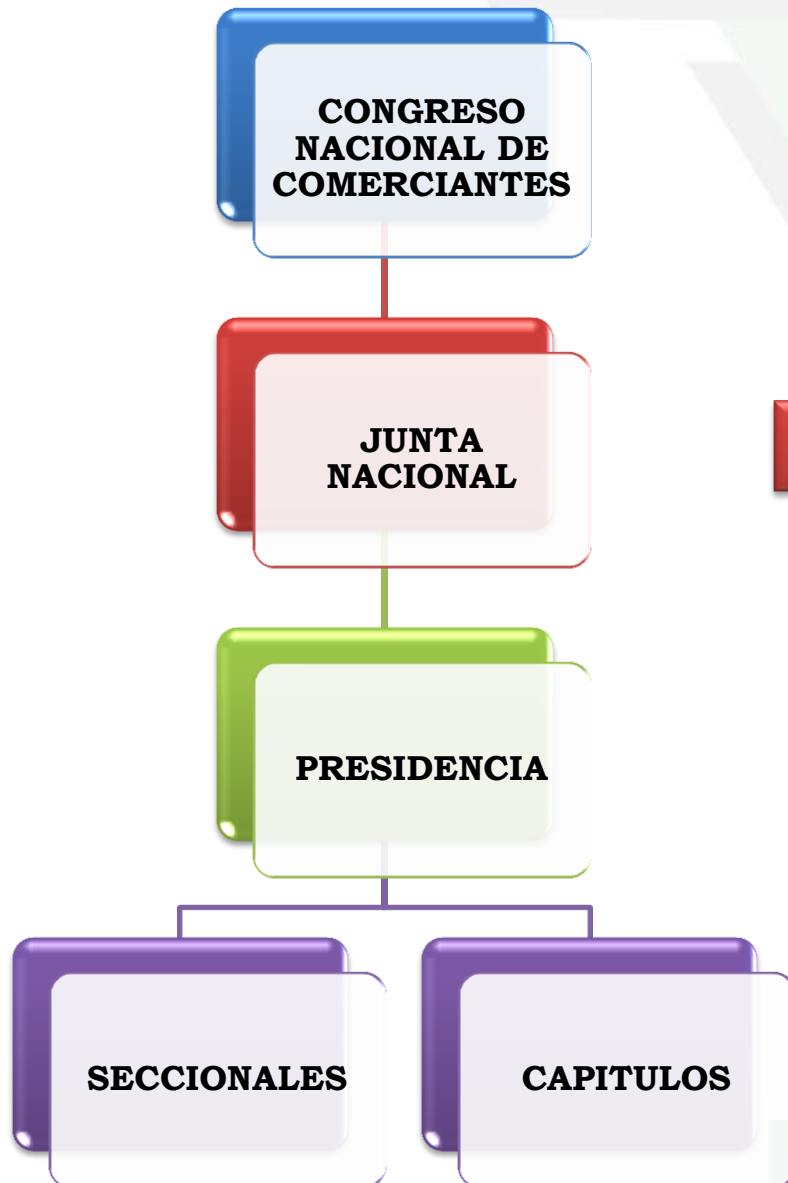 CONGRESO
NACIONAL DE
COMERCIANTES
JUNTA
NACIONAL
PRESIDENCIA
SECCIONALES
CAPITULOS